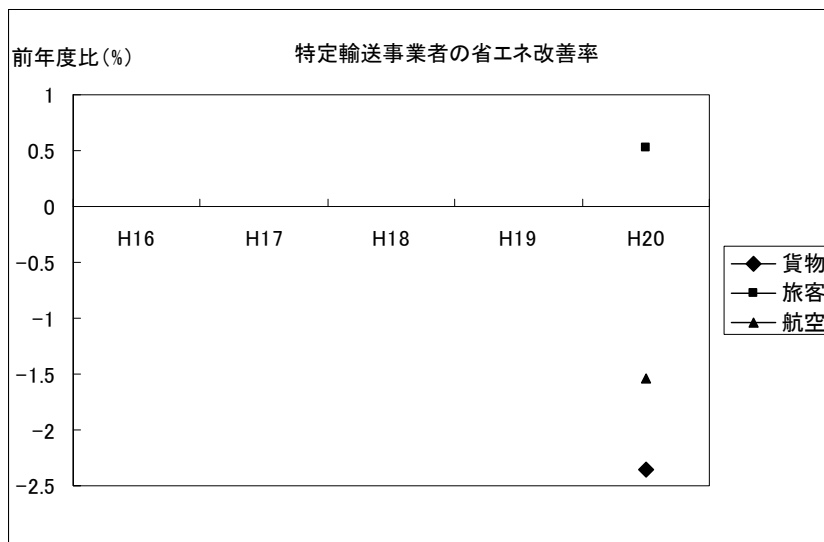 特定輸送事業者の省エネ改善率
前年度比(%)
1
0.5
0
-0.5
-1
-1.5
-2
-2.5
H16 H17 H18 H19 H20
貨物
旅客
航空